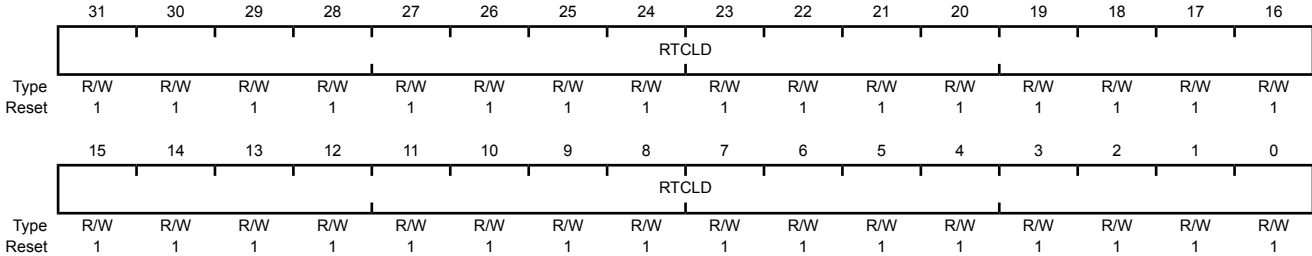 31 30 29 28 27 26 25 24 23 22 21 20 19 18 17 16
RTCLD
Type R/W R/W R/W R/W R/W R/W R/W R/W R/W R/W R/W R/W R/W R/W R/W R/W
Reset 1 1 1 1 1 1 1 1 1 1 1 1 1 1 1 1
15 14 13 12 11 10 9 8 7 6 5 4 3 2 1 0
RTCLD
Type R/W R/W R/W R/W R/W R/W R/W R/W R/W R/W R/W R/W R/W R/W R/W R/W
Reset 1 1 1 1 1 1 1 1 1 1 1 1 1 1 1 1